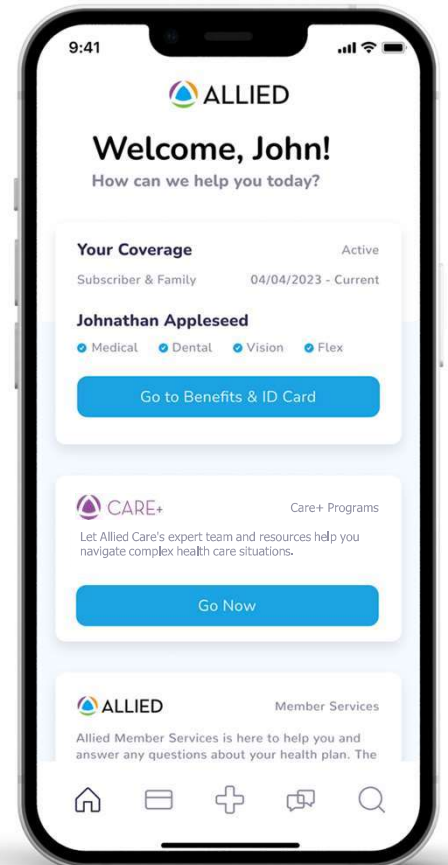 9:41
ALLIED
Welcome, John!
How can we help you today?
Your Coverage
Active
Subscriber & Family
04/04/2023 - Current
Johnathan Appleseed
Medical Dental Vision Flex
Go to Benefits & ID Card
CARE+
Care+ Programs
Let Allied Care's expert team and resources help you
navigate complex health care situations.
Go Now
ALLIED
Member Services
Allied Member Services is here to help you and
answer any questions about your health plan. The